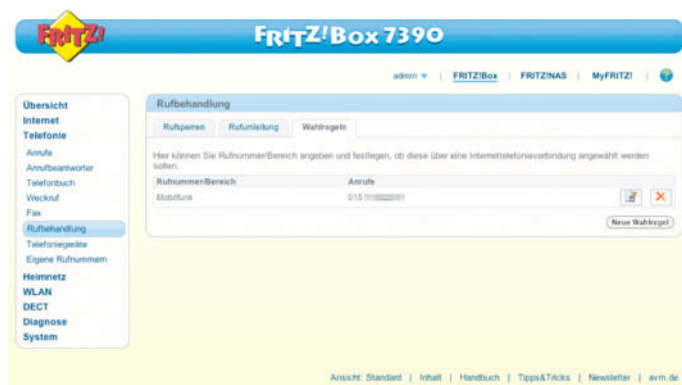 FRITZ!
FRITZ!Box 7390
admin | FRITZ!Box | FRITZ!NAS | MyFRITZ! |
Übersicht
Internet
Telefonie
Anrufe
Anrufbeantworter
Telefonbuch
Weckruf
Fax
Rufbehandlung
Telefoniegeräte
Eigene Rufnummern
Heimnetz
WLAN
DECT
Diagnose
System
Rufbehandlung
Rufsperren Rufumleitung Wahlregeln
Hier können Sie Rufnummer/Bereich angeben und festlegen, ob diese über eine Internettelefonieverbindung angewählt werden
sollen.
Rufnummer/Bereich Anrufe
Mobilfunk 015
Neue Wahlregel
Ansicht: Standard | Inhalt | Handbuch | Tipps&Tricks | Newsletter | avm.de